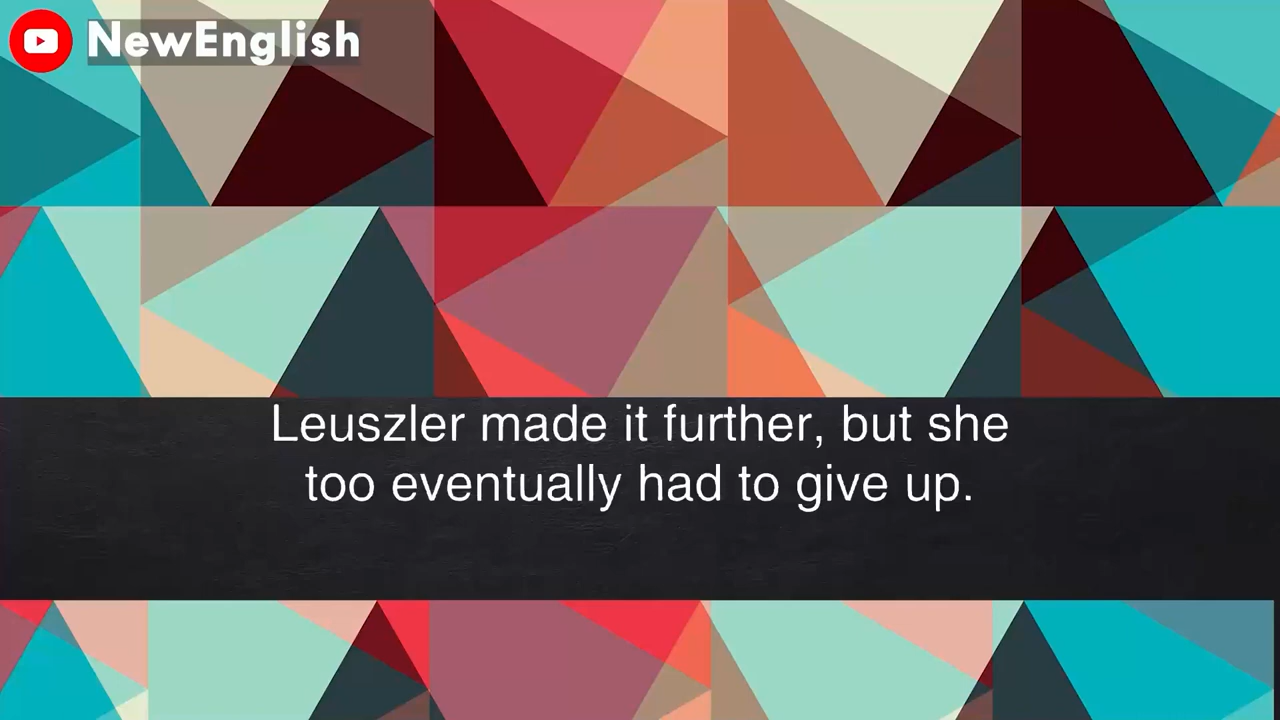 NewEnglish
Leuszler made it further, but she
too eventually had to give up.